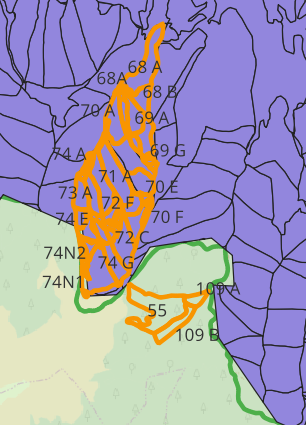 68 A
68A
68 B
70 A
69 A
74 A
69 G
71 A
73 A
70 E
72 F
74 E
70 F
72 C
74N2
74 G
74N1
109 A
55
109 B